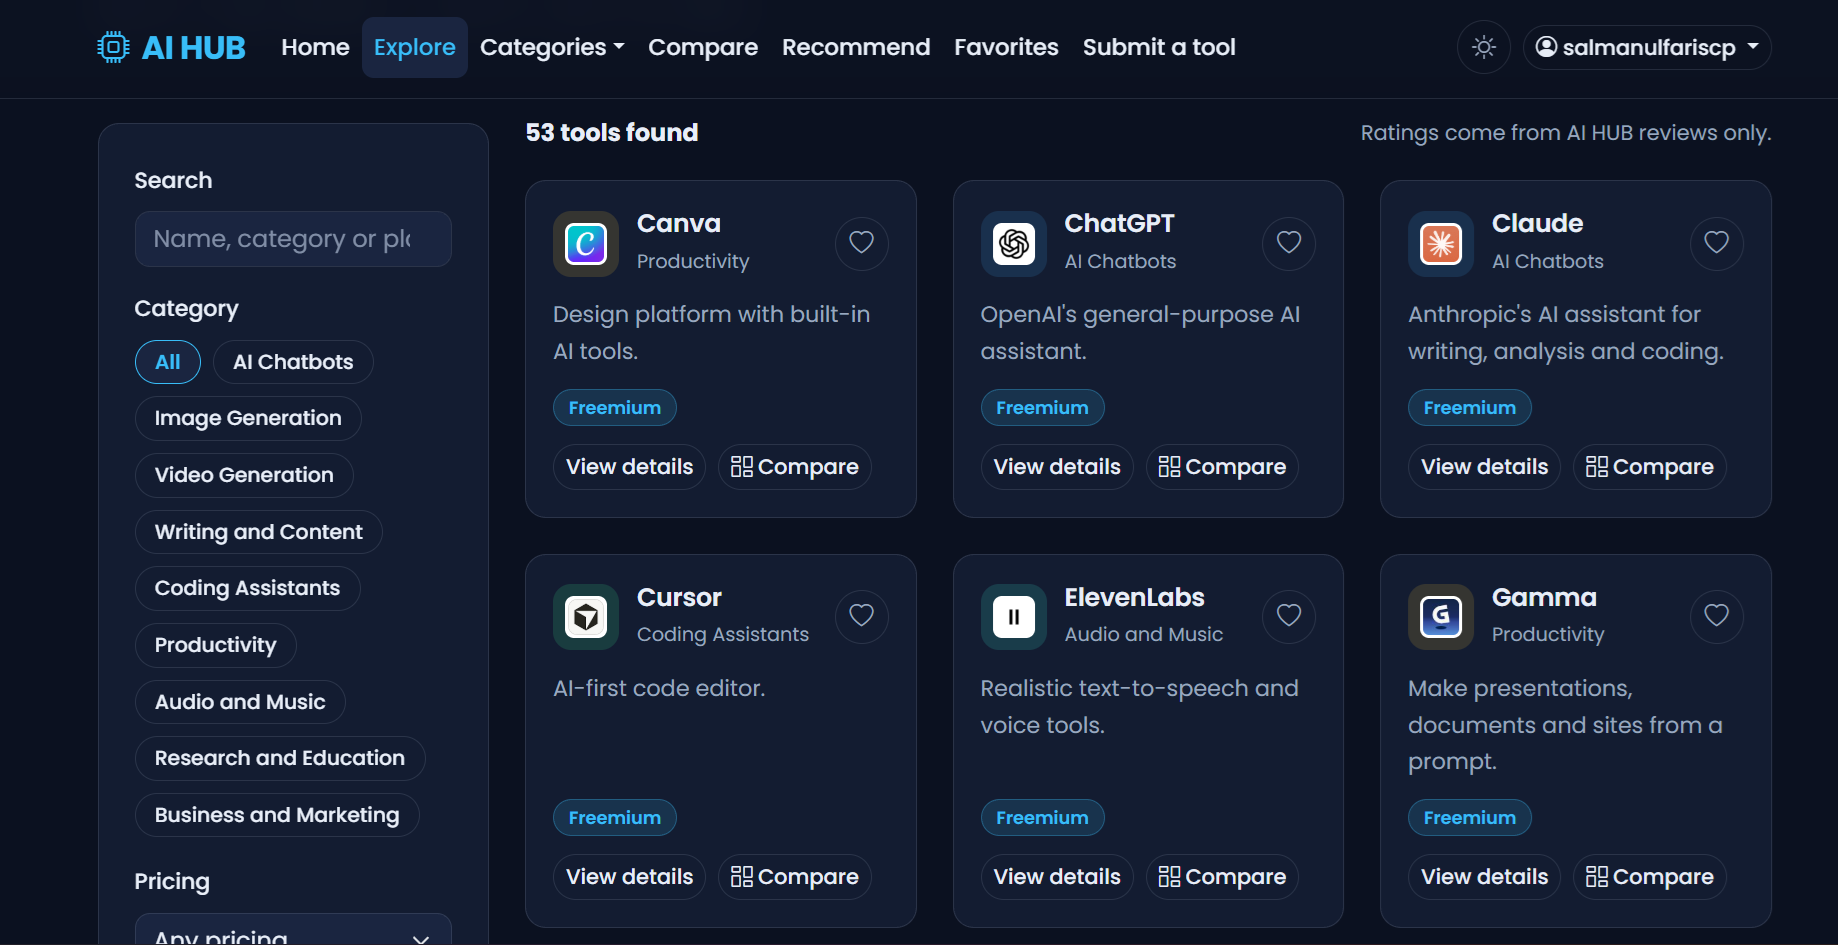 AI HUB
Home
Explore
Categories
Compare
Recommend
Favorites
Submit a tool
salmanulfariscp
Search
Name, category or pl
Category
All
AI Chatbots
Image Generation
Video Generation
Writing and Content
Coding Assistants
Productivity
Audio and Music
Research and Education
Business and Marketing
Pricing
Any pricing
53 tools found
Ratings come from AI HUB reviews only.
Canva
Productivity
Design platform with built-in
AI tools.
Freemium
View details
Compare
ChatGPT
AI Chatbots
OpenAI's general-purpose AI
assistant.
Freemium
View details
Compare
Claude
AI Chatbots
Anthropic's AI assistant for
writing, analysis and coding.
Freemium
View details
Compare
Cursor
Coding Assistants
AI-first code editor.
Freemium
View details
Compare
ElevenLabs
Audio and Music
Realistic text-to-speech and
voice tools.
Freemium
View details
Compare
Gamma
Productivity
Make presentations,
documents and sites from a
prompt.
Freemium
View details
Compare